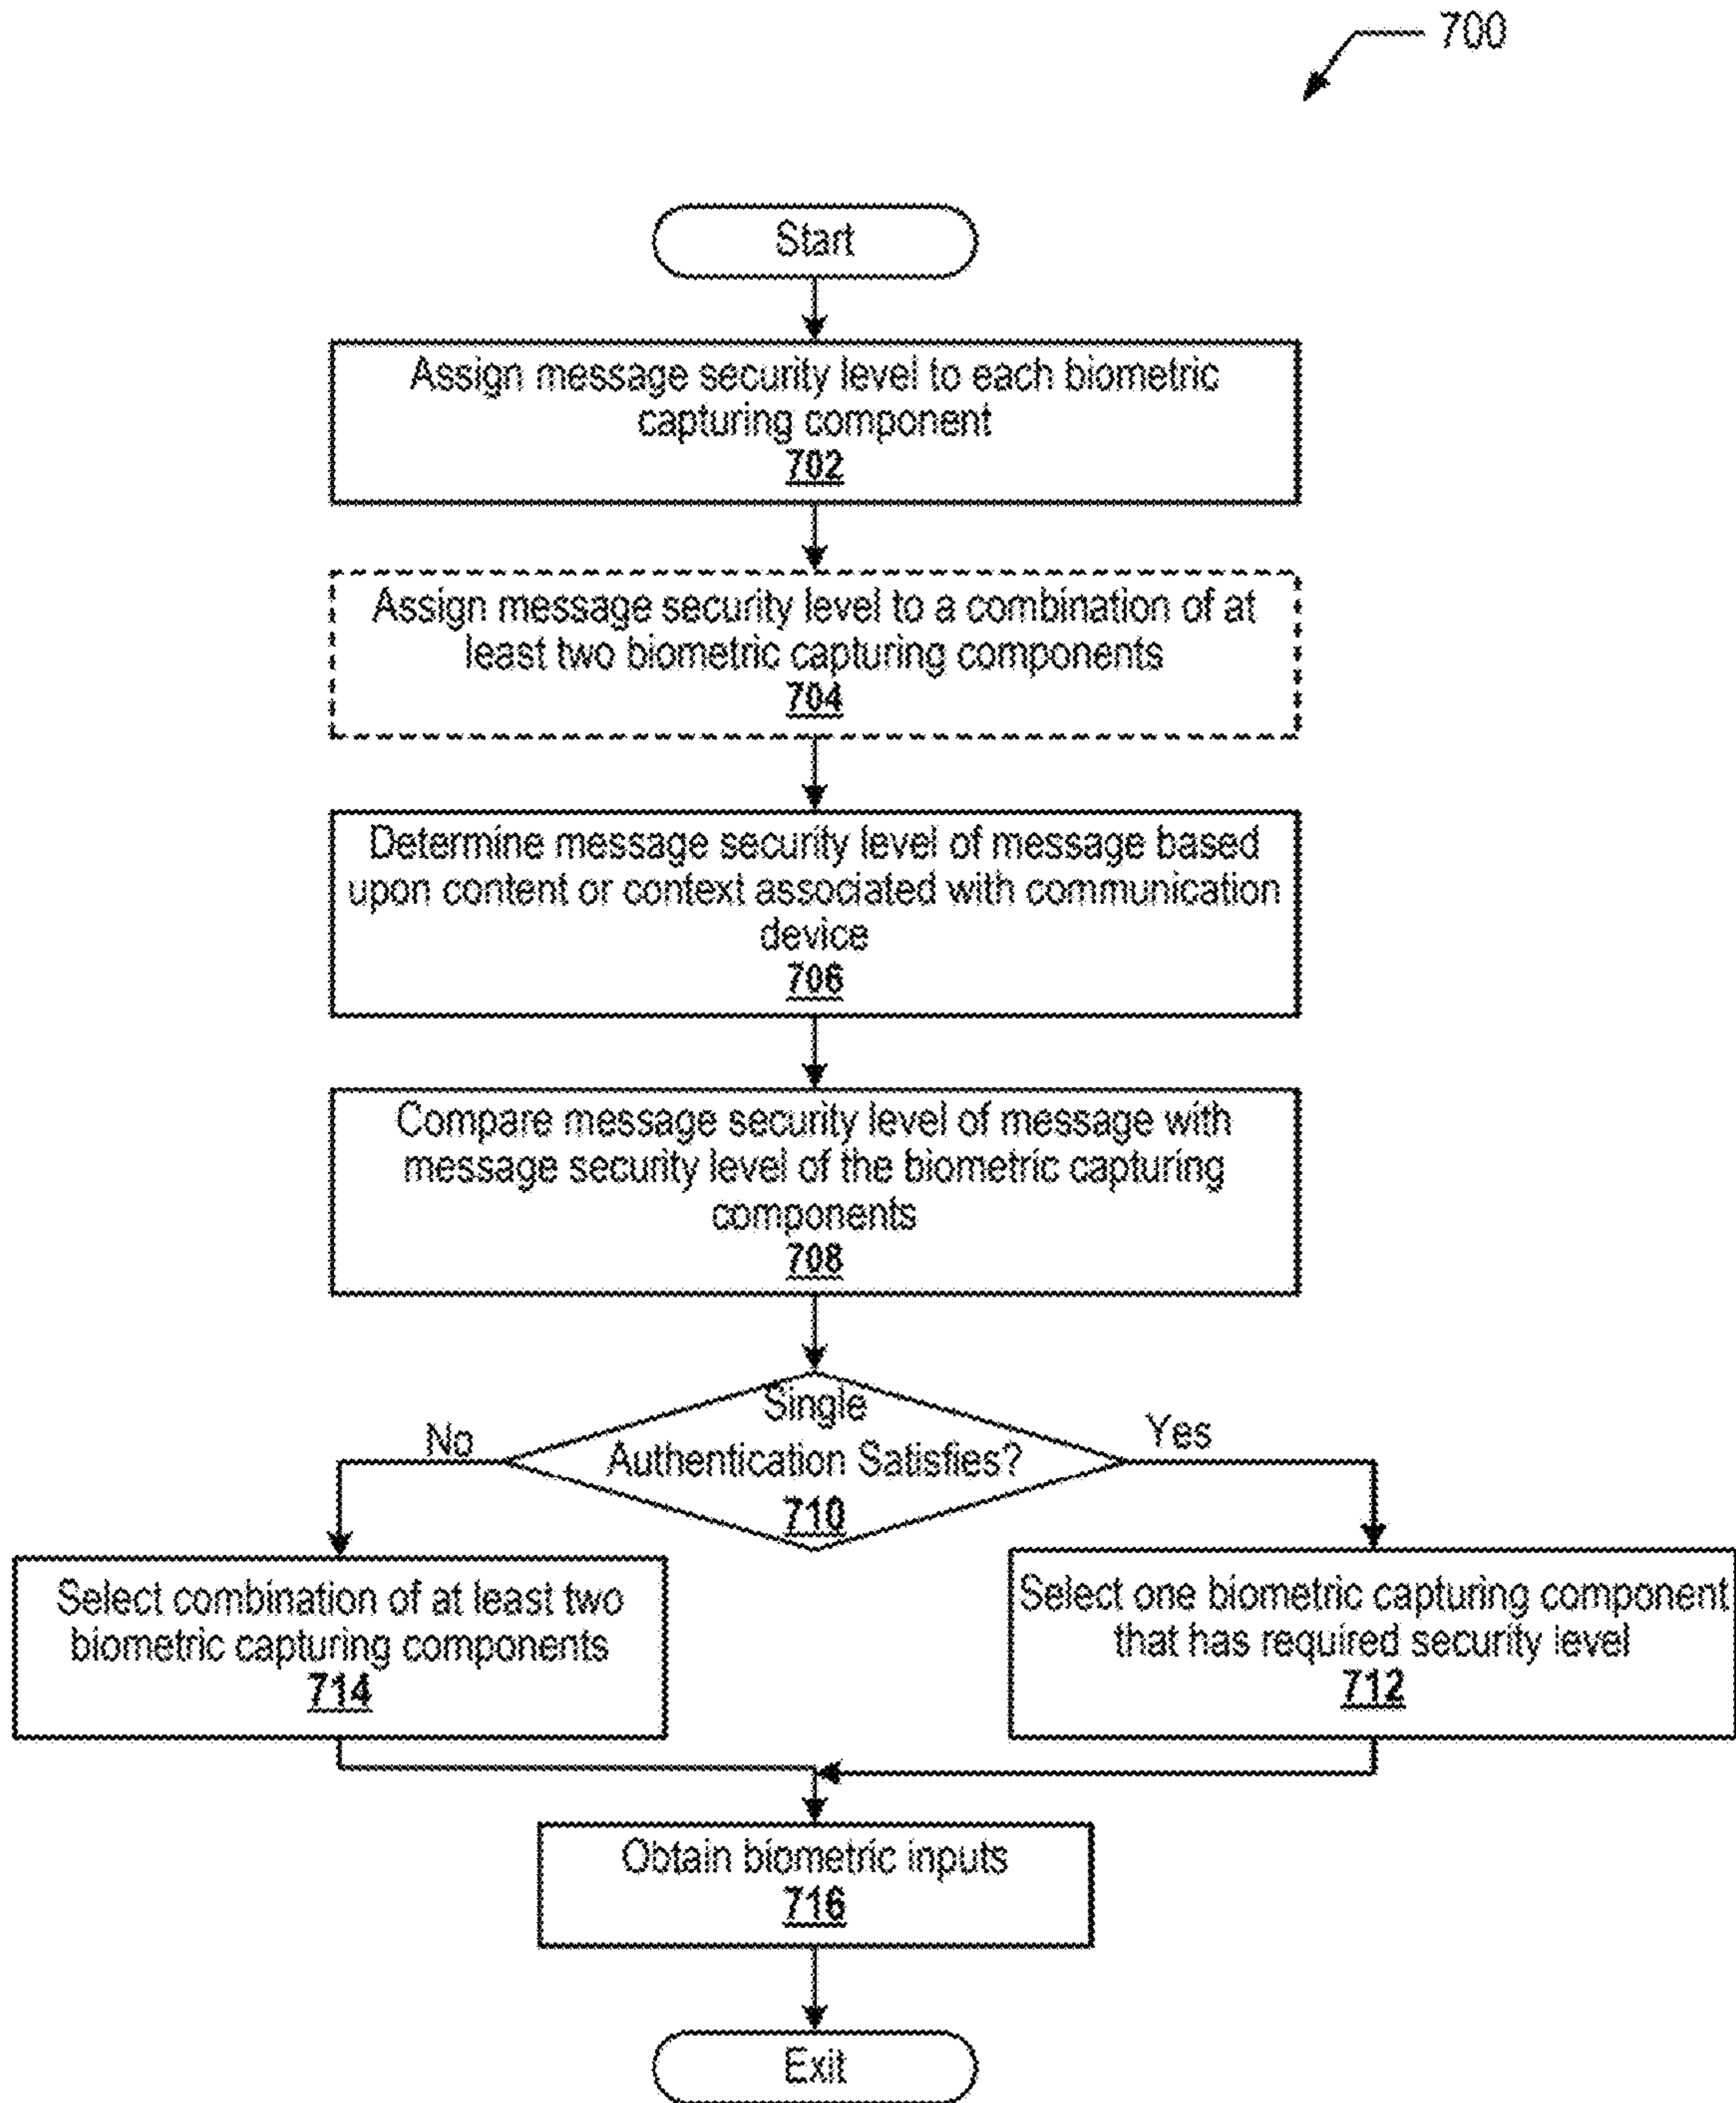 700
Start
Assign message security level to each biometric
capturing component
702
Assign message security level to a combination of at
least two biometric capturing components
704
Determine message security level of message based
upon content or context associated with communication
device
706
Compare message security level of message with
message security level of the biometric capturing
components
708
Single
Authentication Satisfies?
710
No
Yes
Select combination of at least two
biometric capturing components
714
Select one biometric capturing component
that has required security level
712
Obtain biometric inputs
716
Exit